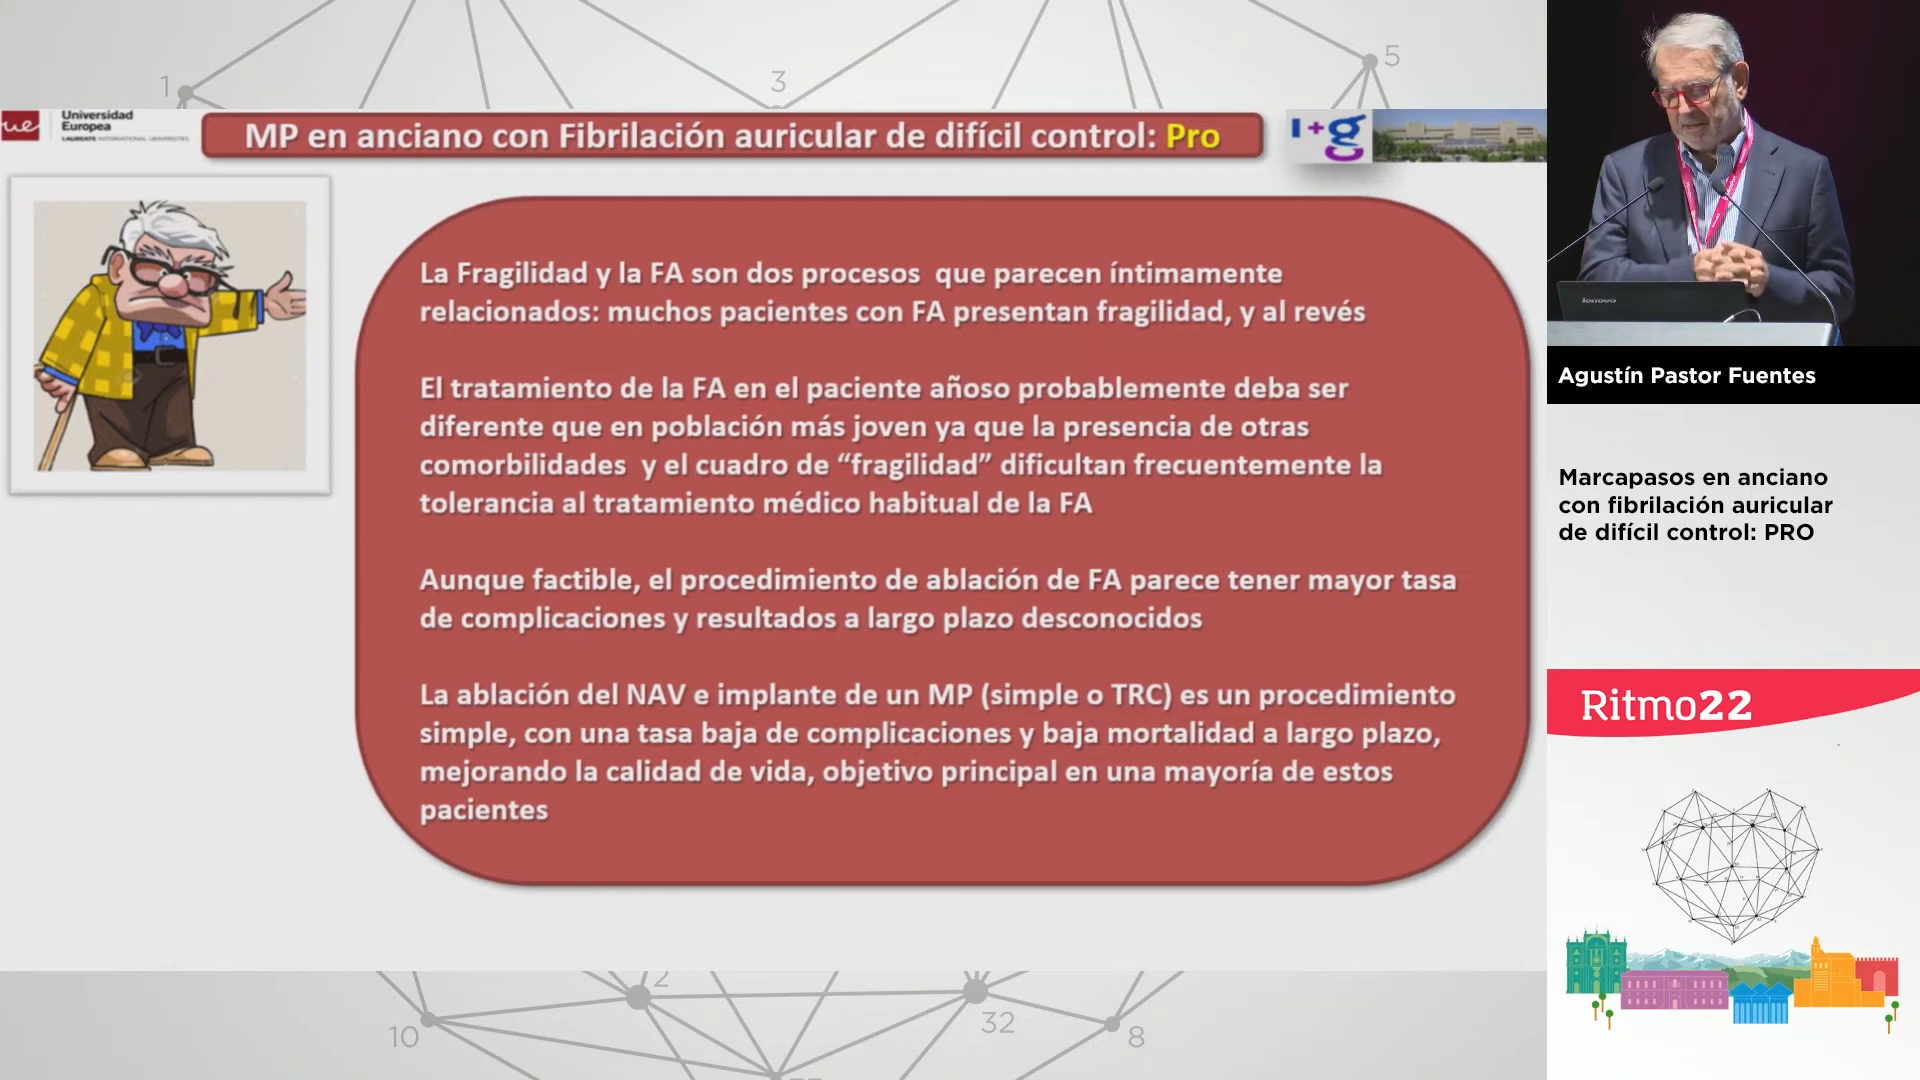 1
3
5
ue
Universidad
Europea
LAUREATE INTERNATIONAL UNIVERSITIES
MP en anciano con Fibrilación auricular de difícil control: Pro
I+g
La Fragilidad y la FA son dos procesos que parecen íntimamente
relacionados: muchos pacientes con FA presentan fragilidad, y al revés
El tratamiento de la FA en el paciente añoso probablemente deba ser
diferente que en población más joven ya que la presencia de otras
comorbilidades y el cuadro de “fragilidad” dificultan frecuentemente la
tolerancia al tratamiento médico habitual de la FA
Aunque factible, el procedimiento de ablación de FA parece tener mayor tasa
de complicaciones y resultados a largo plazo desconocidos
La ablación del NAV e implante de un MP (simple o TRC) es un procedimiento
simple, con una tasa baja de complicaciones y baja mortalidad a largo plazo,
mejorando la calidad de vida, objetivo principal en una mayoría de estos
pacientes
2
10
32
8
lenovo
Agustín Pastor Fuentes
Marcapasos en anciano
con fibrilación auricular
de difícil control: PRO
Ritmo22